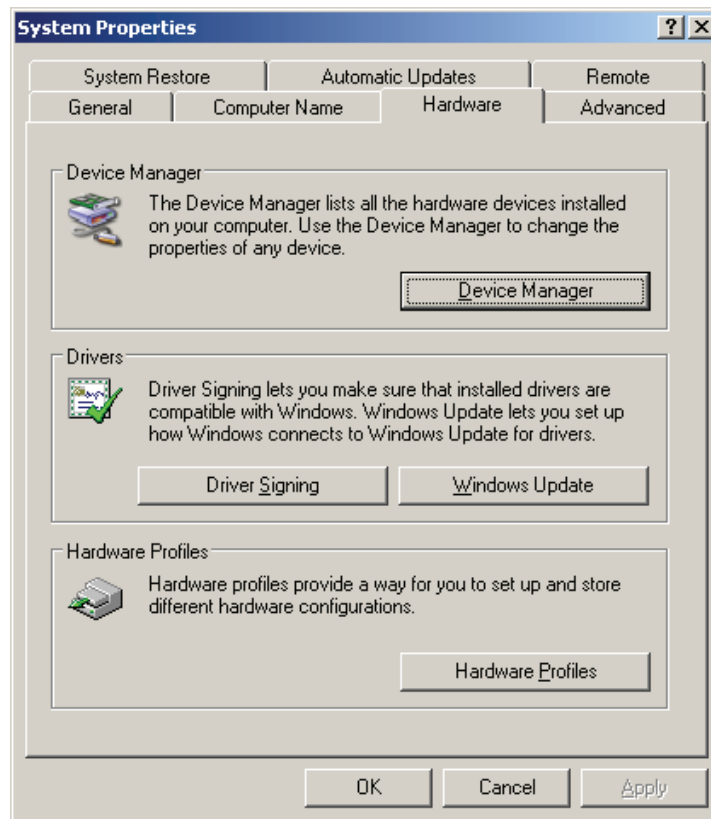 System Properties
? X
System Restore Automatic Updates Remote
General Computer Name Hardware Advanced
Device Manager
The Device Manager lists all the hardware devices installed
on your computer. Use the Device Manager to change the
properties of any device.
Device Manager
Drivers
Driver Signing lets you make sure that installed drivers are
compatible with Windows. Windows Update lets you set up
how Windows connects to Windows Update for drivers.
Driver Signing Windows Update
Hardware Profiles
Hardware profiles provide a way for you to set up and store
different hardware configurations.
Hardware Profiles
OK Cancel Apply